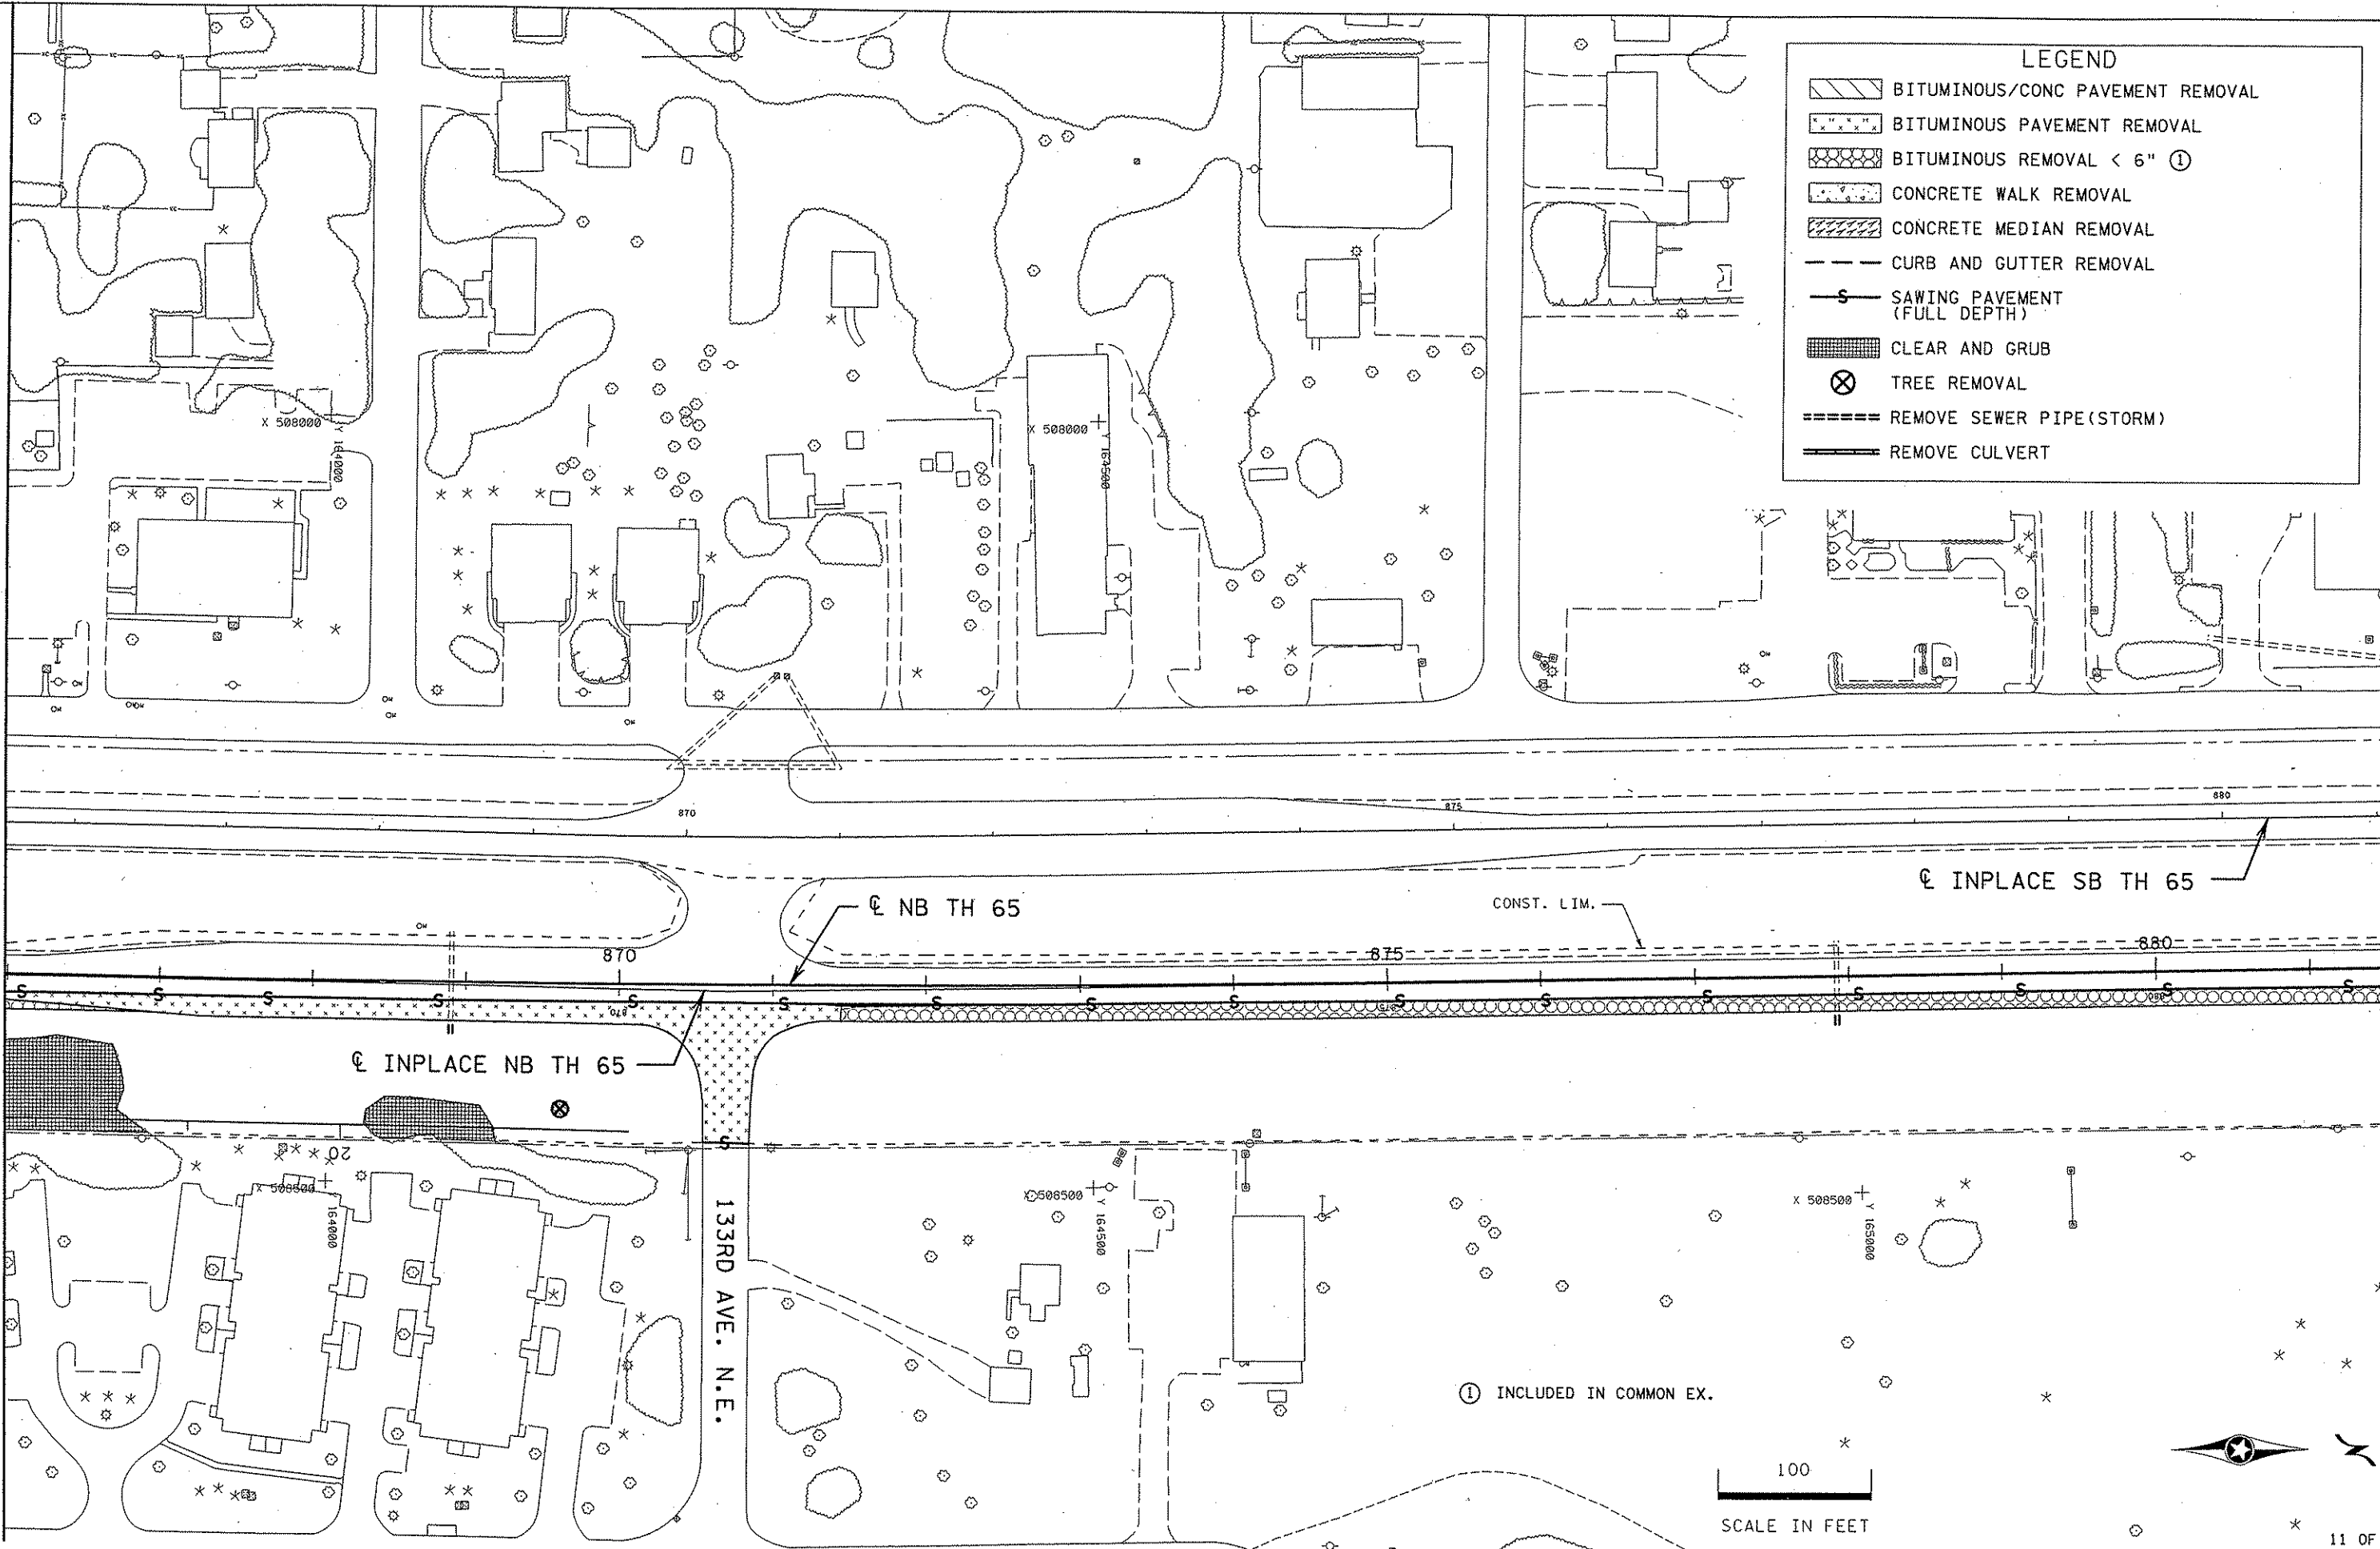 LEGEND
BITUMINOUS/CONC PAVEMENT REMOVAL
BITUMINOUS PAVEMENT REMOVAL
BITUMINOUS REMOVAL < 6" ①
CONCRETE WALK REMOVAL
CONCRETE MEDIAN REMOVAL
CURB AND GUTTER REMOVAL
S SAWING PAVEMENT
(FULL DEPTH)
CLEAR AND GRUB
TREE REMOVAL
REMOVE SEWER PIPE(STORM)
REMOVE CULVERT
X 508000
Y 164000
X 508000
Y 164500
870
875
880
℄ INPLACE SB TH 65
℄ NB TH 65
CONST. LIM.
870
875
880
S S S S S S S S S S S S S S S S
870
875
880
℄ INPLACE NB TH 65
S
20
X 508500
164000
X 508500
Y 164500
X 508500
Y 165000
133RD AVE. N.E.
① INCLUDED IN COMMON EX.
100
SCALE IN FEET
N
11 OF